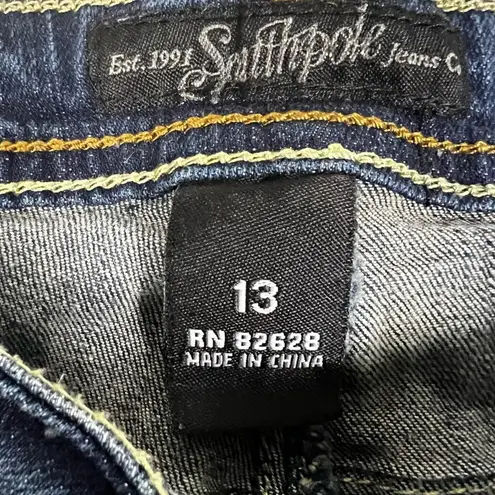 Est. 1991 Southpole Jeans Co
13
RN 82628
MADE IN CHINA